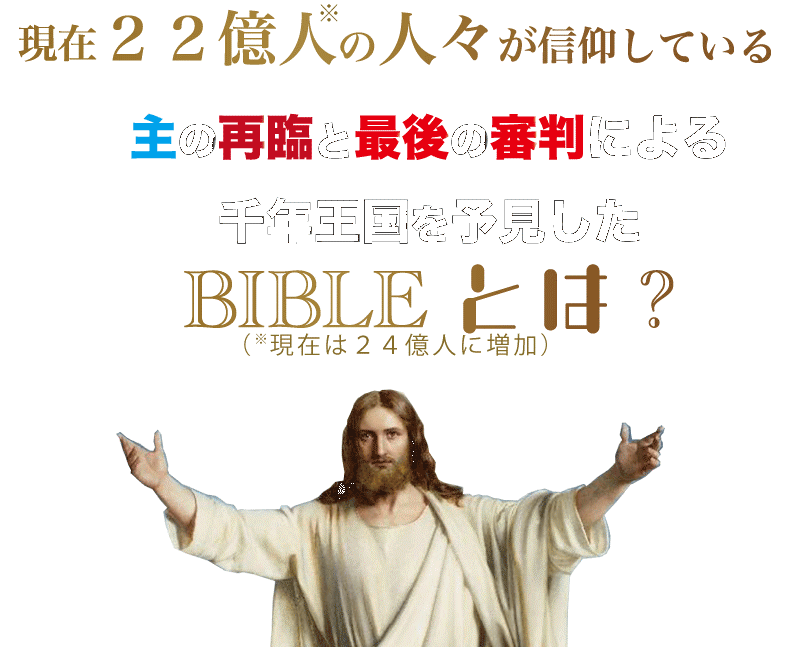 現在２２億人※の人々が信仰している
主の再臨と最後の審判による
千年王国を予見した
BIBLEとは？
（※現在は２４億人に増加）